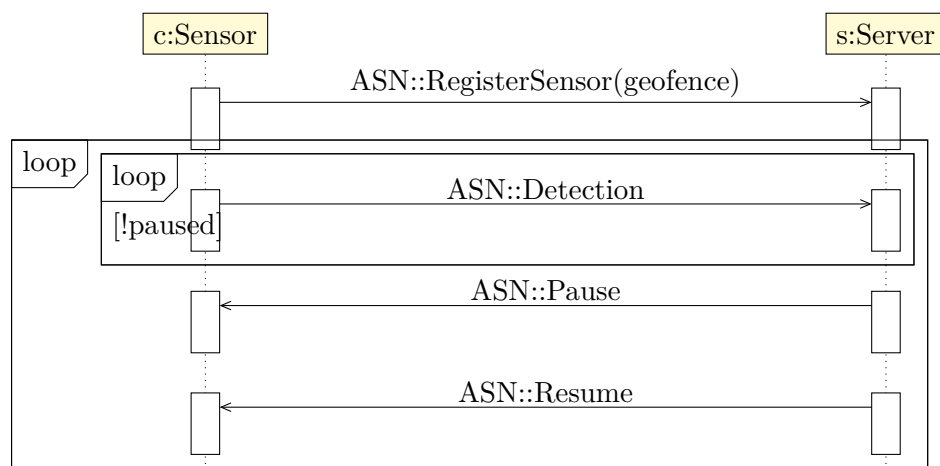 c:Sensor
s:Server
ASN::RegisterSensor(geofence)
loop
loop
ASN::Detection
[!paused]
ASN::Pause
ASN::Resume